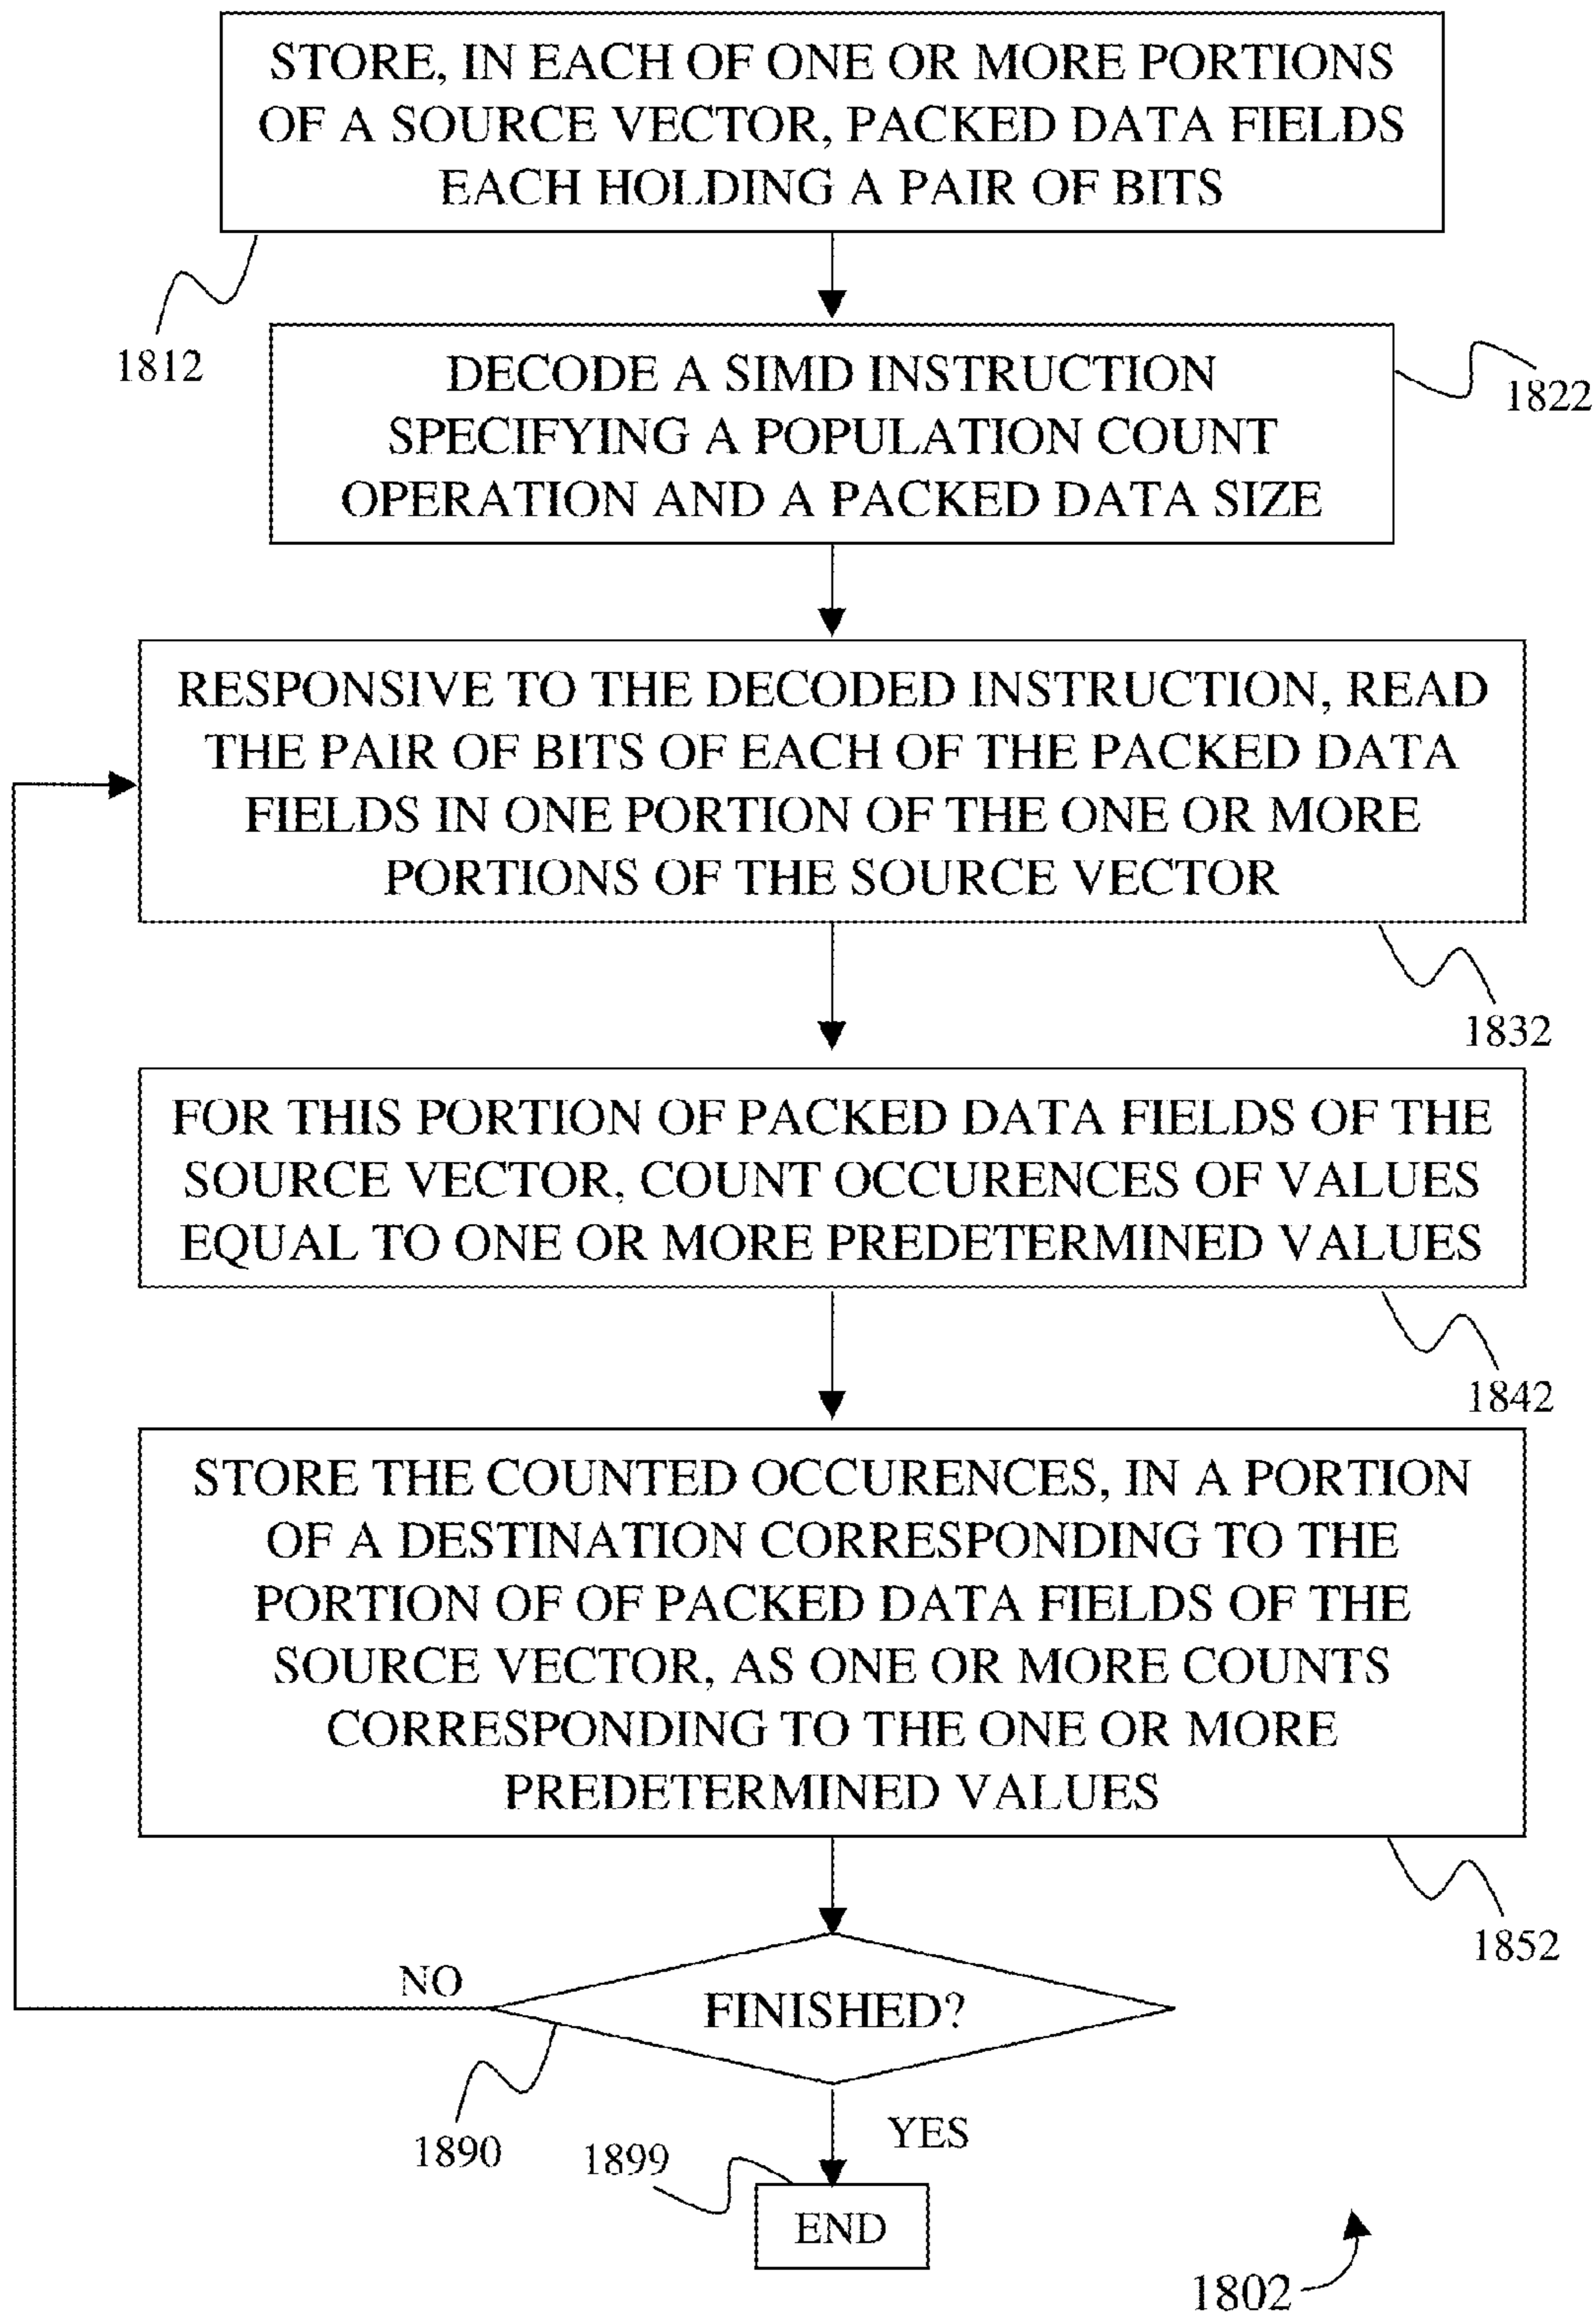 STORE, IN EACH OF ONE OR MORE PORTIONS
OF A SOURCE VECTOR, PACKED DATA FIELDS
EACH HOLDING A PAIR OF BITS
1812
DECODE A SIMD INSTRUCTION
SPECIFYING A POPULATION COUNT
OPERATION AND A PACKED DATA SIZE
1822
RESPONSIVE TO THE DECODED INSTRUCTION, READ
THE PAIR OF BITS OF EACH OF THE PACKED DATA
FIELDS IN ONE PORTION OF THE ONE OR MORE
PORTIONS OF THE SOURCE VECTOR
1832
FOR THIS PORTION OF PACKED DATA FIELDS OF THE
SOURCE VECTOR, COUNT OCCURENCES OF VALUES
EQUAL TO ONE OR MORE PREDETERMINED VALUES
1842
STORE THE COUNTED OCCURENCES, IN A PORTION
OF A DESTINATION CORRESPONDING TO THE
PORTION OF OF PACKED DATA FIELDS OF THE
SOURCE VECTOR, AS ONE OR MORE COUNTS
CORRESPONDING TO THE ONE OR MORE
PREDETERMINED VALUES
1852
NO
FINISHED?
1890
YES
1899
END
1802